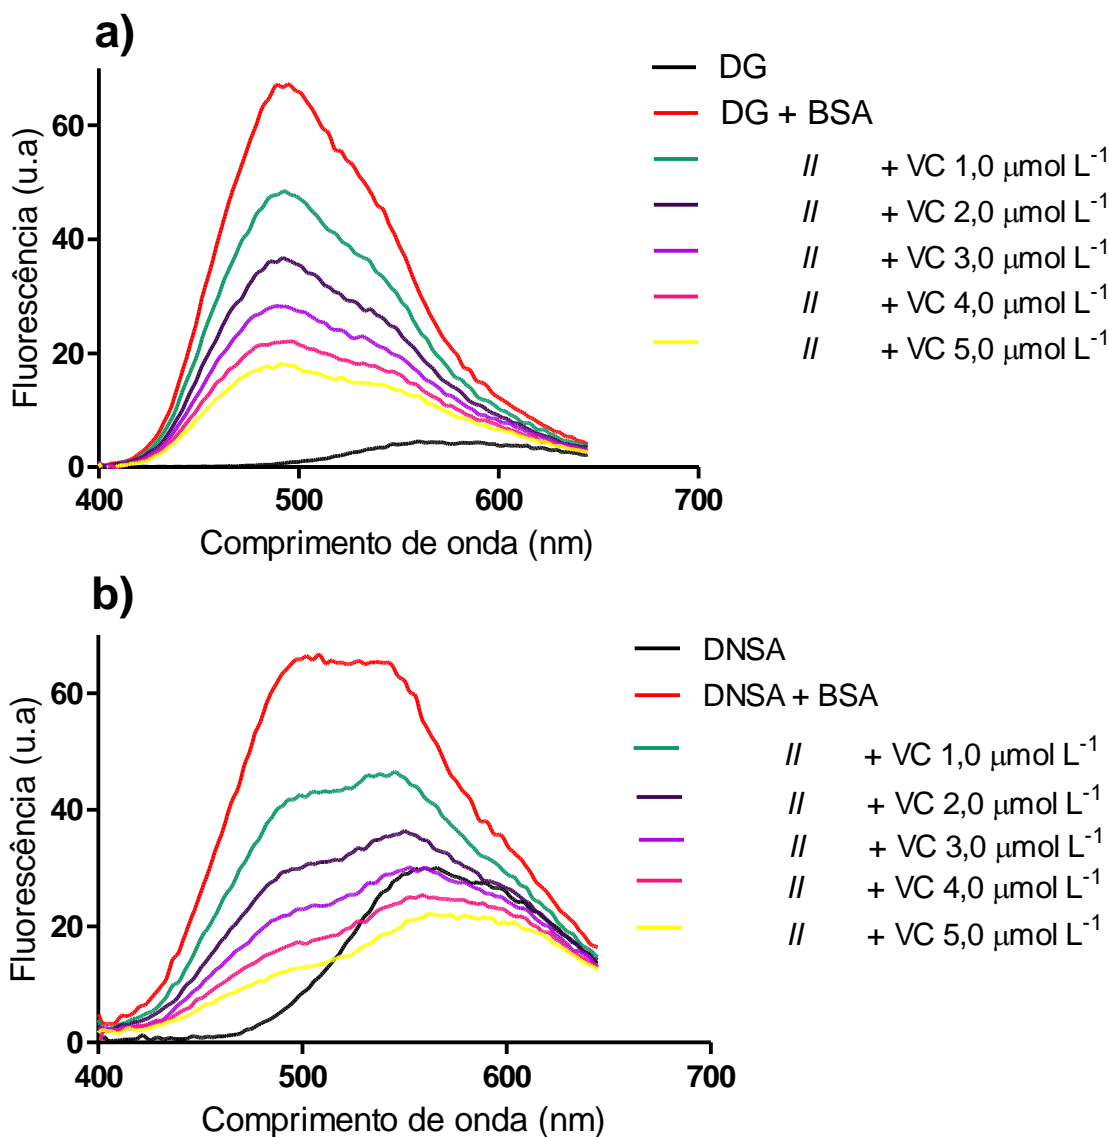 a)
Fluorescência (u.a)
60
40
20
0
400 500 600 700
Comprimento de onda (nm)
DG
DG + BSA
// + VC 1,0 μmol L⁻¹
// + VC 2,0 μmol L⁻¹
// + VC 3,0 μmol L⁻¹
// + VC 4,0 μmol L⁻¹
// + VC 5,0 μmol L⁻¹
b)
Fluorescência (u.a)
60
40
20
0
400 500 600 700
Comprimento de onda (nm)
DNSA
DNSA + BSA
// + VC 1,0 μmol L⁻¹
// + VC 2,0 μmol L⁻¹
// + VC 3,0 μmol L⁻¹
// + VC 4,0 μmol L⁻¹
// + VC 5,0 μmol L⁻¹